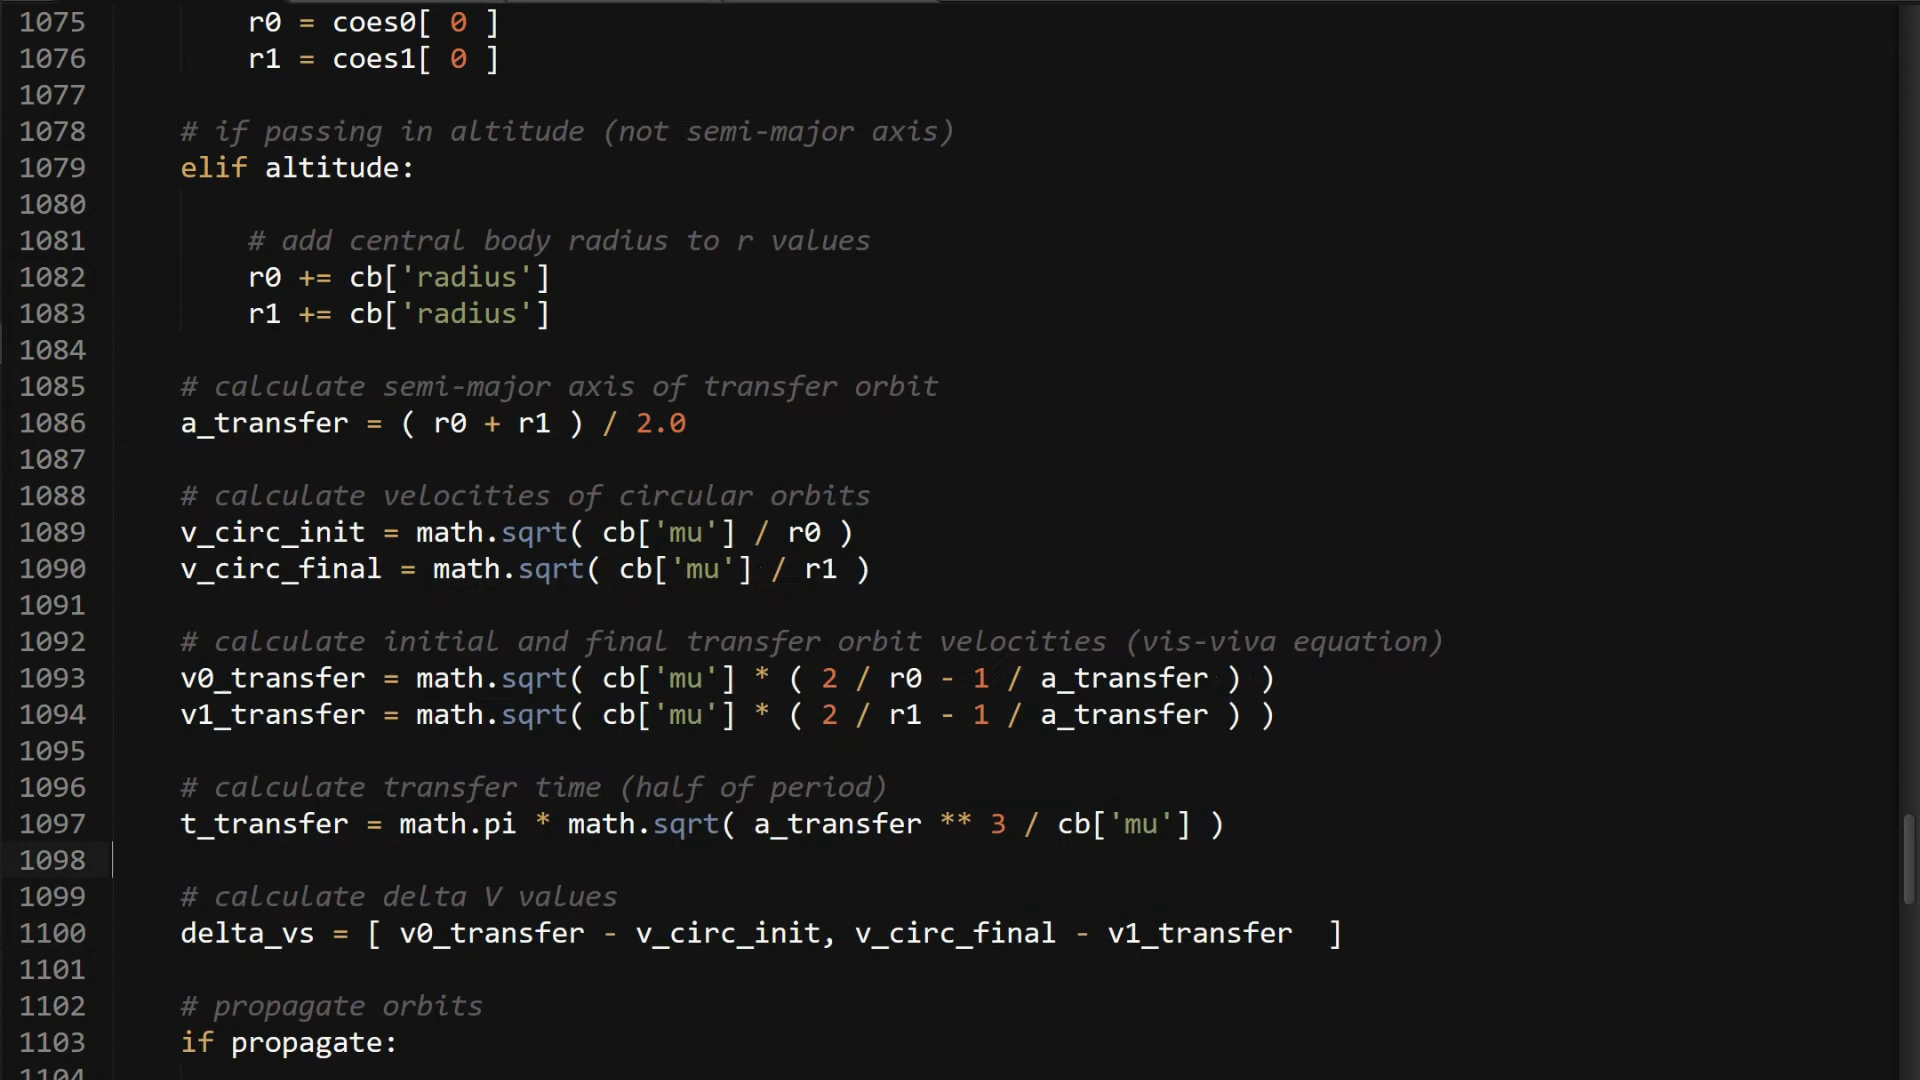 1075 r0 = coes0[ 0 ]
1076 r1 = coes1[ 0 ]
1077
1078 # if passing in altitude (not semi-major axis)
1079 elif altitude:
1080
1081 # add central body radius to r values
1082 r0 += cb['radius']
1083 r1 += cb['radius']
1084
1085 # calculate semi-major axis of transfer orbit
1086 a_transfer = ( r0 + r1 ) / 2.0
1087
1088 # calculate velocities of circular orbits
1089 v_circ_init = math.sqrt( cb['mu'] / r0 )
1090 v_circ_final = math.sqrt( cb['mu'] / r1 )
1091
1092 # calculate initial and final transfer orbit velocities (vis-viva equation)
1093 v0_transfer = math.sqrt( cb['mu'] * ( 2 / r0 - 1 / a_transfer ) )
1094 v1_transfer = math.sqrt( cb['mu'] * ( 2 / r1 - 1 / a_transfer ) )
1095
1096 # calculate transfer time (half of period)
1097 t_transfer = math.pi * math.sqrt( a_transfer ** 3 / cb['mu'] )
1098
1099 # calculate delta V values
1100 delta_vs = [ v0_transfer - v_circ_init, v_circ_final - v1_transfer  ]
1101
1102 # propagate orbits
1103 if propagate:
1104